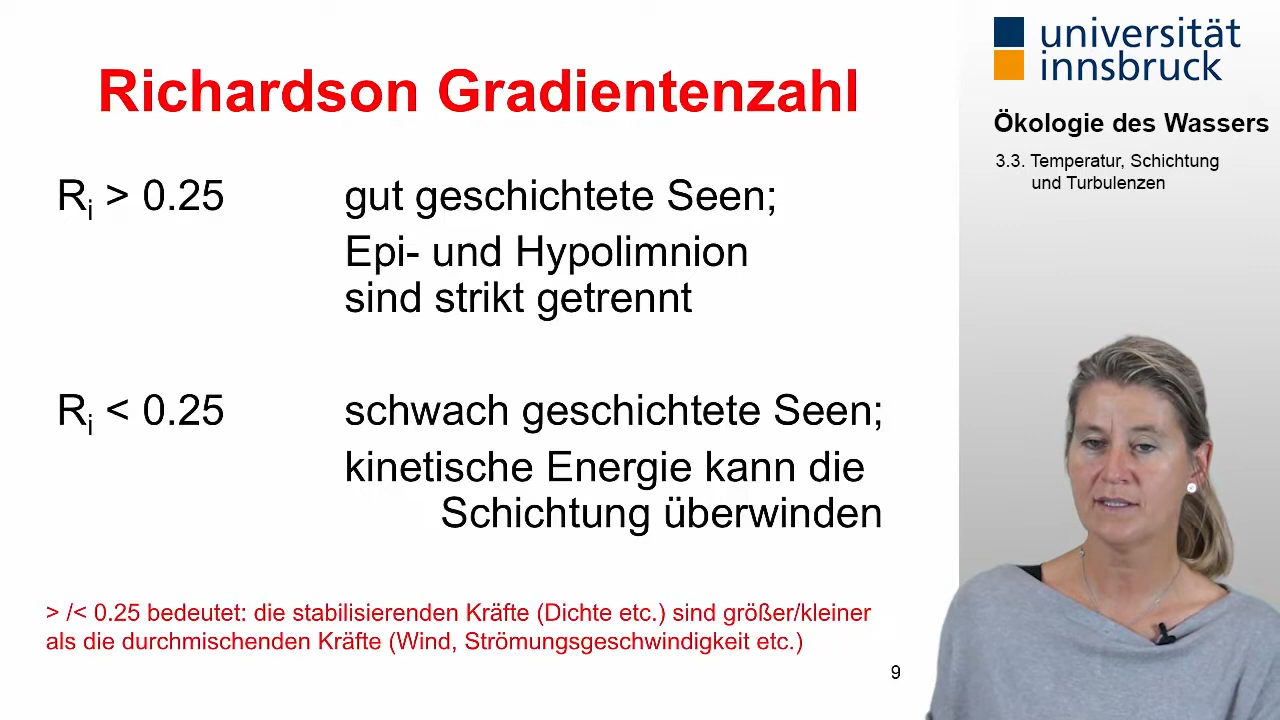 Richardson Gradientenzahl
Ri > 0.25 gut geschichtete Seen;
Epi- und Hypolimnion
sind strikt getrennt
Ri < 0.25 schwach geschichtete Seen;
kinetische Energie kann die
Schichtung überwinden
> /< 0.25 bedeutet: die stabilisierenden Kräfte (Dichte etc.) sind größer/kleiner
als die durchmischenden Kräfte (Wind, Strömungsgeschwindigkeit etc.)
9
universität
innsbruck
Ökologie des Wassers
3.3. Temperatur, Schichtung
und Turbulenzen